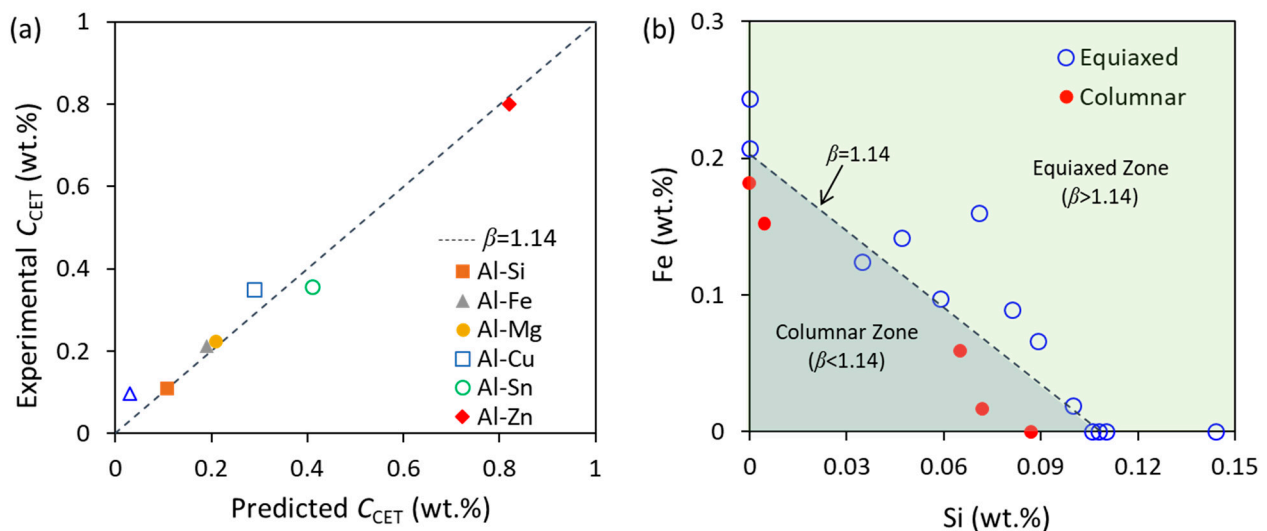 (a)
Experimental C_CET (wt.%)
1
0.8
0.6
0.4
0.2
0
β=1.14
Al-Si
Al-Fe
Al-Mg
Al-Cu
Al-Sn
Al-Zn
0 0.2 0.4 0.6 0.8 1
Predicted C_CET (wt.%)
(b)
Fe (wt.%)
0.3
0.2
0.1
0
Equiaxed
Columnar
β=1.14
Equiaxed Zone
(β>1.14)
Columnar Zone
(β<1.14)
0 0.03 0.06 0.09 0.12 0.15
Si (wt.%)